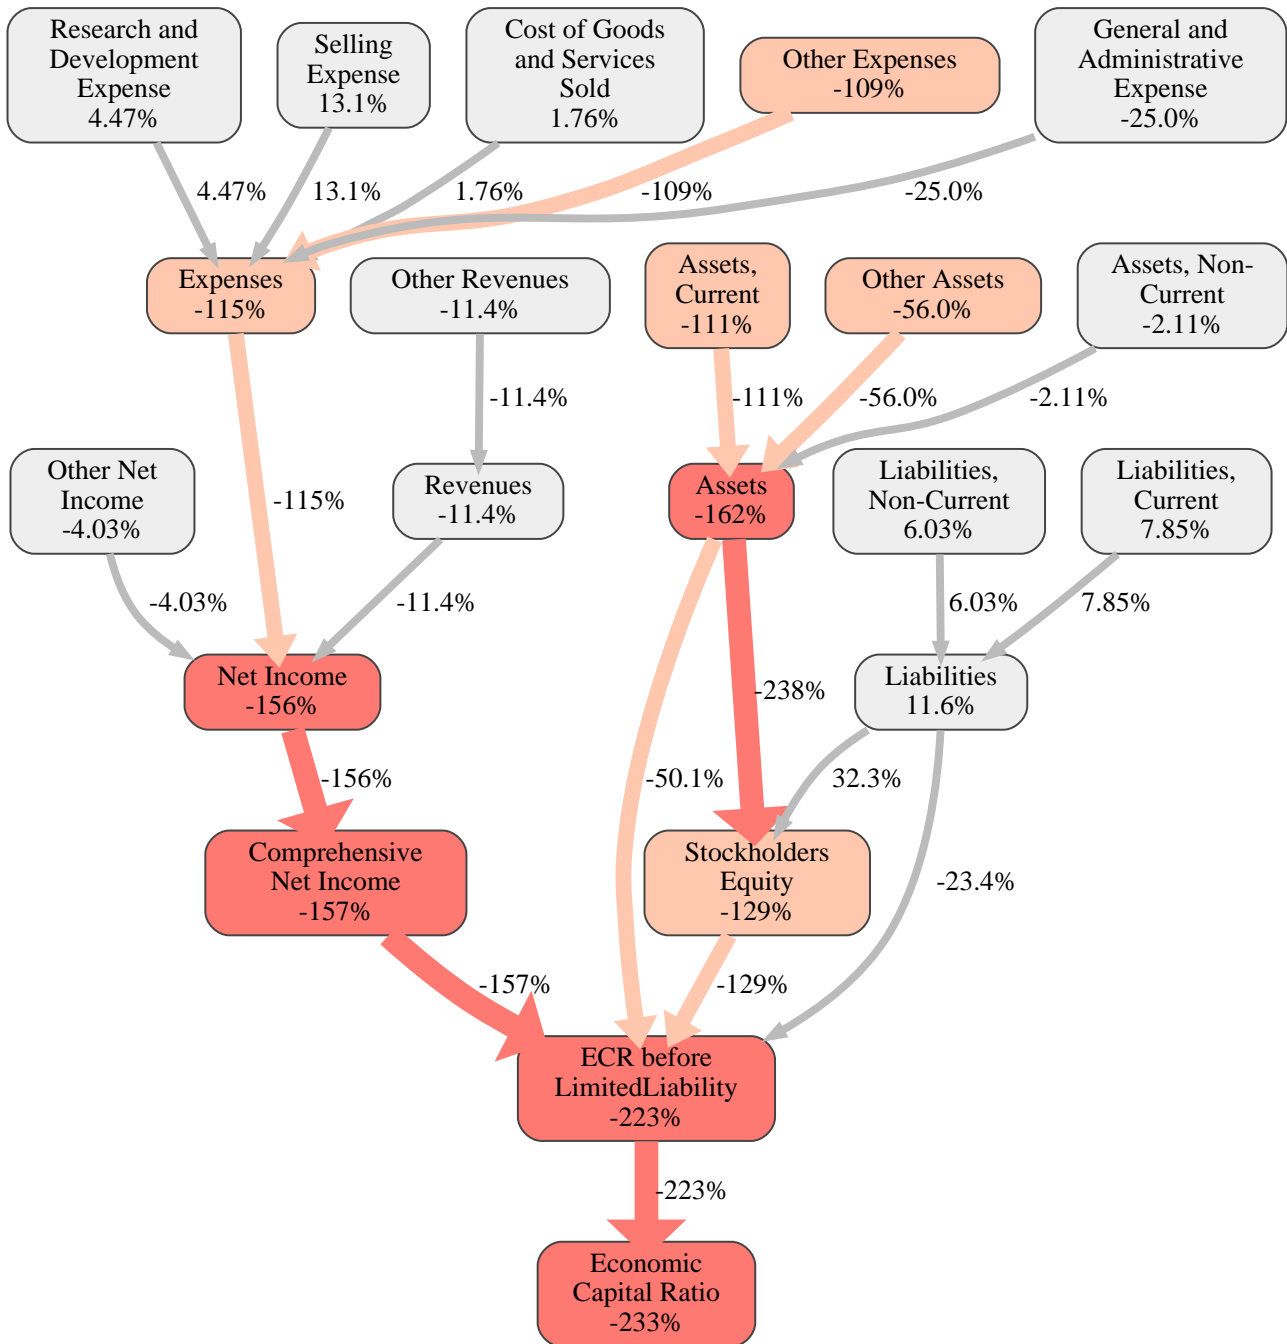 Research and
Development
Expense
4.47%
Selling
Expense
13.1%
Cost of Goods
and Services
Sold
1.76%
Other Expenses
-109%
General and
Administrative
Expense
-25.0%
4.47%
13.1%
1.76%
-109%
-25.0%
Expenses
-115%
Other Revenues
-11.4%
Assets,
Current
-111%
Other Assets
-56.0%
Assets, Non-
Current
-2.11%
-11.4%
-111%
-56.0%
-2.11%
Other Net
Income
-4.03%
-115%
Revenues
-11.4%
Assets
-162%
Liabilities,
Non-Current
6.03%
Liabilities,
Current
7.85%
-4.03%
-11.4%
6.03%
7.85%
Net Income
-156%
-238%
Liabilities
11.6%
-156%
-50.1%
32.3%
Comprehensive
Net Income
-157%
Stockholders
Equity
-129%
-23.4%
-157%
-129%
ECR before
LimitedLiability
-223%
-223%
Economic
Capital Ratio
-233%